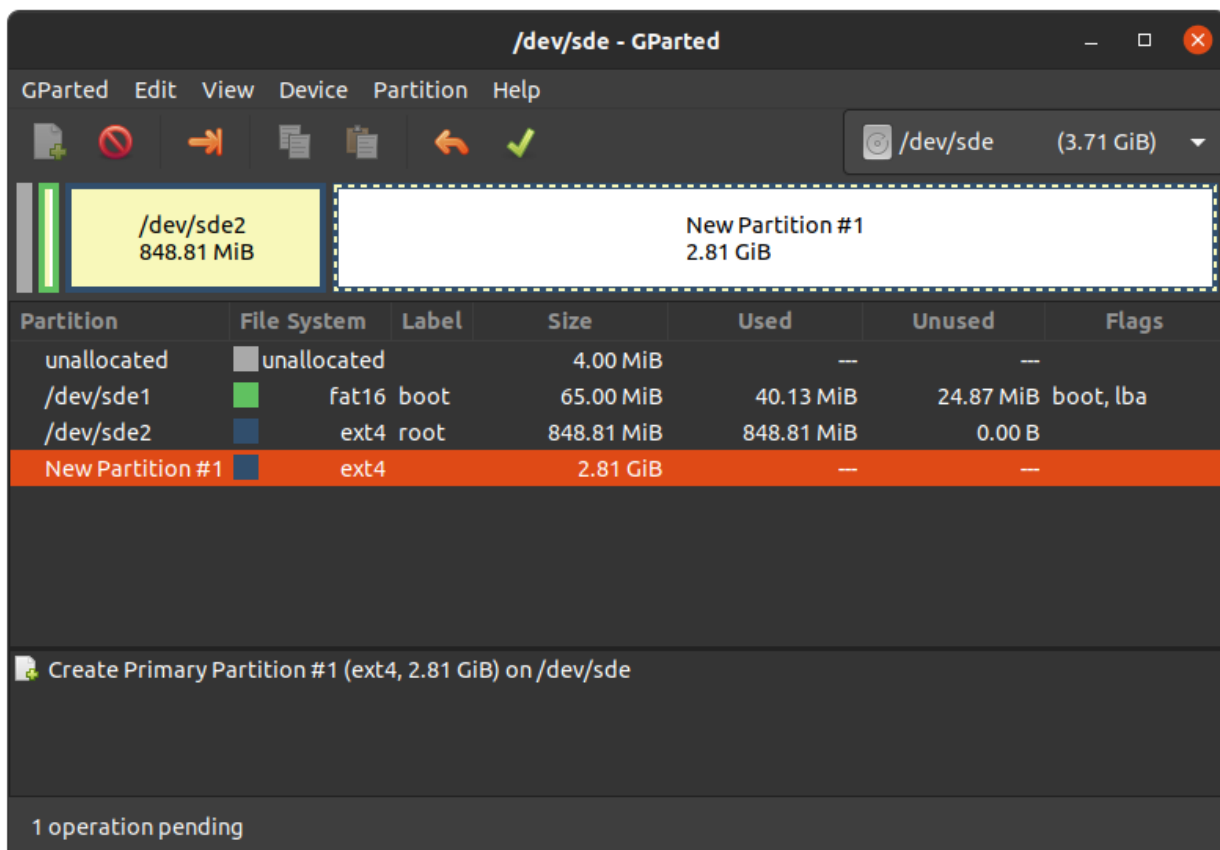 /dev/sde - GParted
GParted Edit View Device Partition Help
/dev/sde (3.71 GiB)
/dev/sde2
848.81 MiB
New Partition #1
2.81 GiB
Partition File System Label Size Used Unused Flags
unallocated unallocated 4.00 MiB --- ---
/dev/sde1 fat16 boot 65.00 MiB 40.13 MiB 24.87 MiB boot, lba
/dev/sde2 ext4 root 848.81 MiB 848.81 MiB 0.00 B
New Partition #1 ext4 2.81 GiB --- ---
Create Primary Partition #1 (ext4, 2.81 GiB) on /dev/sde
1 operation pending